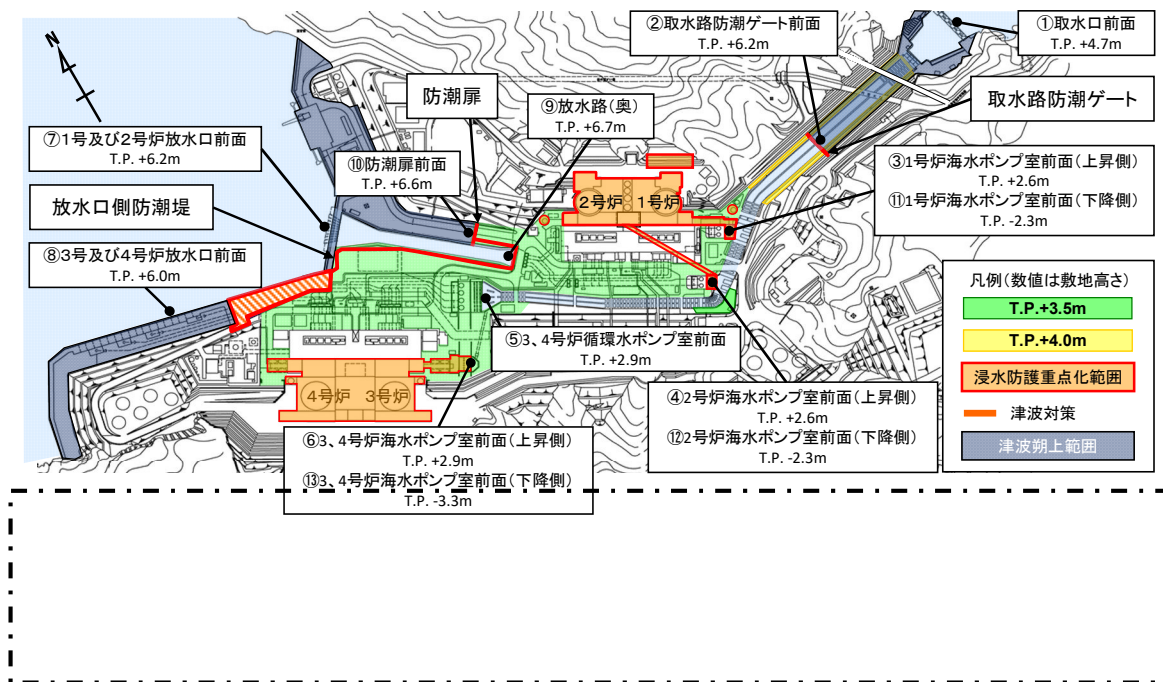 ②取水路防潮ゲート前面
T.P. +6.2m
①取水口前面
T.P. +4.7m
N
防潮扉
⑨放水路(奥)
T.P. +6.7m
取水路防潮ゲート
⑦1号及び2号炉放水口前面
T.P. +6.2m
⑩防潮扉前面
T.P. +6.6m
③1号炉海水ポンプ室前面(上昇側)
T.P. +2.6m
⑪1号炉海水ポンプ室前面(下降側)
T.P. -2.3m
放水口側防潮堤
2号炉 1号炉
⑧3号及び4号炉放水口前面
T.P. +6.0m
凡例(数値は敷地高さ)
T.P.+3.5m
T.P.+4.0m
浸水防護重点化範囲
津波対策
津波朔上範囲
⑤3、4号炉循環水ポンプ室前面
T.P. +2.9m
4号炉 3号炉
④2号炉海水ポンプ室前面(上昇側)
T.P. +2.6m
⑫2号炉海水ポンプ室前面(下降側)
T.P. -2.3m
⑥3、4号炉海水ポンプ室前面(上昇側)
T.P. +2.9m
⑬3、4号炉海水ポンプ室前面(下降側)
T.P. -3.3m